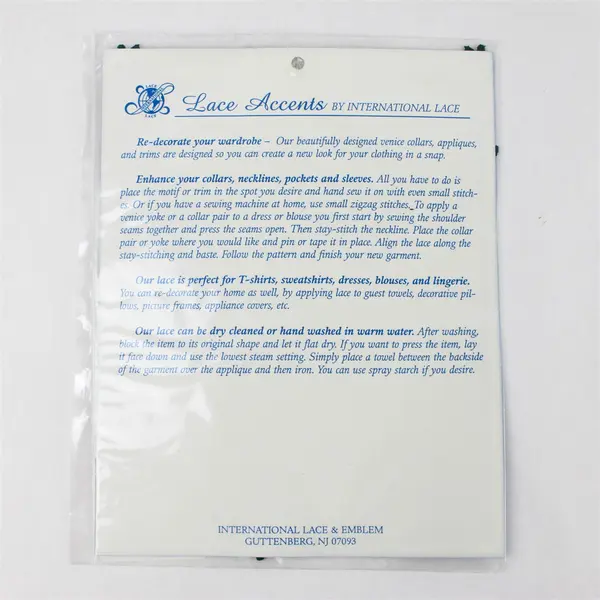 LACE
LACE
Lace Accents BY INTERNATIONAL LACE
Re-decorate your wardrobe – Our beautifully designed venice collars, appliques,
and trims are designed so you can create a new look for your clothing in a snap.
Enhance your collars, necklines, pockets and sleeves. All you have to do is
place the motif or trim in the spot you desire and hand sew it on with even small stitch-
es. Or if you have a sewing machine at home, use small zigzag stitches. To apply a
venice yoke or a collar pair to a dress or blouse you first start by sewing the shoulder
seams together and press the seams open. Then stay-stitch the neckline. Place the collar
pair or yoke where you would like and pin or tape it in place. Align the lace along the
stay-stitching and baste. Follow the pattern and finish your new garment.
Our lace is perfect for T-shirts, sweatshirts, dresses, blouses, and lingerie.
You can re-decorate your home as well, by applying lace to guest towels, decorative pil-
lows, picture frames, appliance covers, etc.
Our lace can be dry cleaned or hand washed in warm water. After washing,
block the item to its original shape and let it flat dry. If you want to press the item, lay
it face down and use the lowest steam setting. Simply place a towel between the backside
of the garment over the applique and then iron. You can use spray starch if you desire.
INTERNATIONAL LACE & EMBLEM
GUTTENBERG, NJ 07093